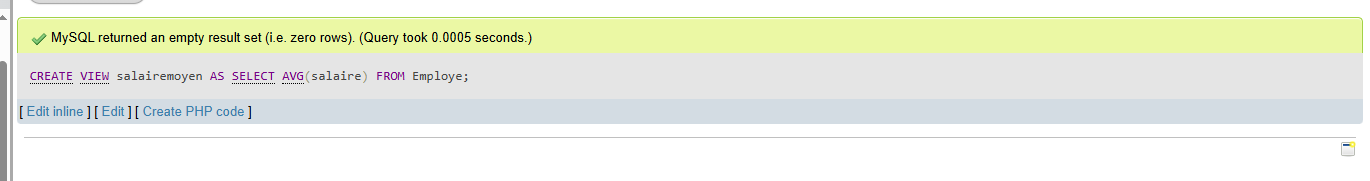 MySQL returned an empty result set (i.e. zero rows). (Query took 0.0005 seconds.)
CREATE VIEW salairemoyen AS SELECT AVG(salaire) FROM Employe;
[ Edit inline ] [ Edit ] [ Create PHP code ]